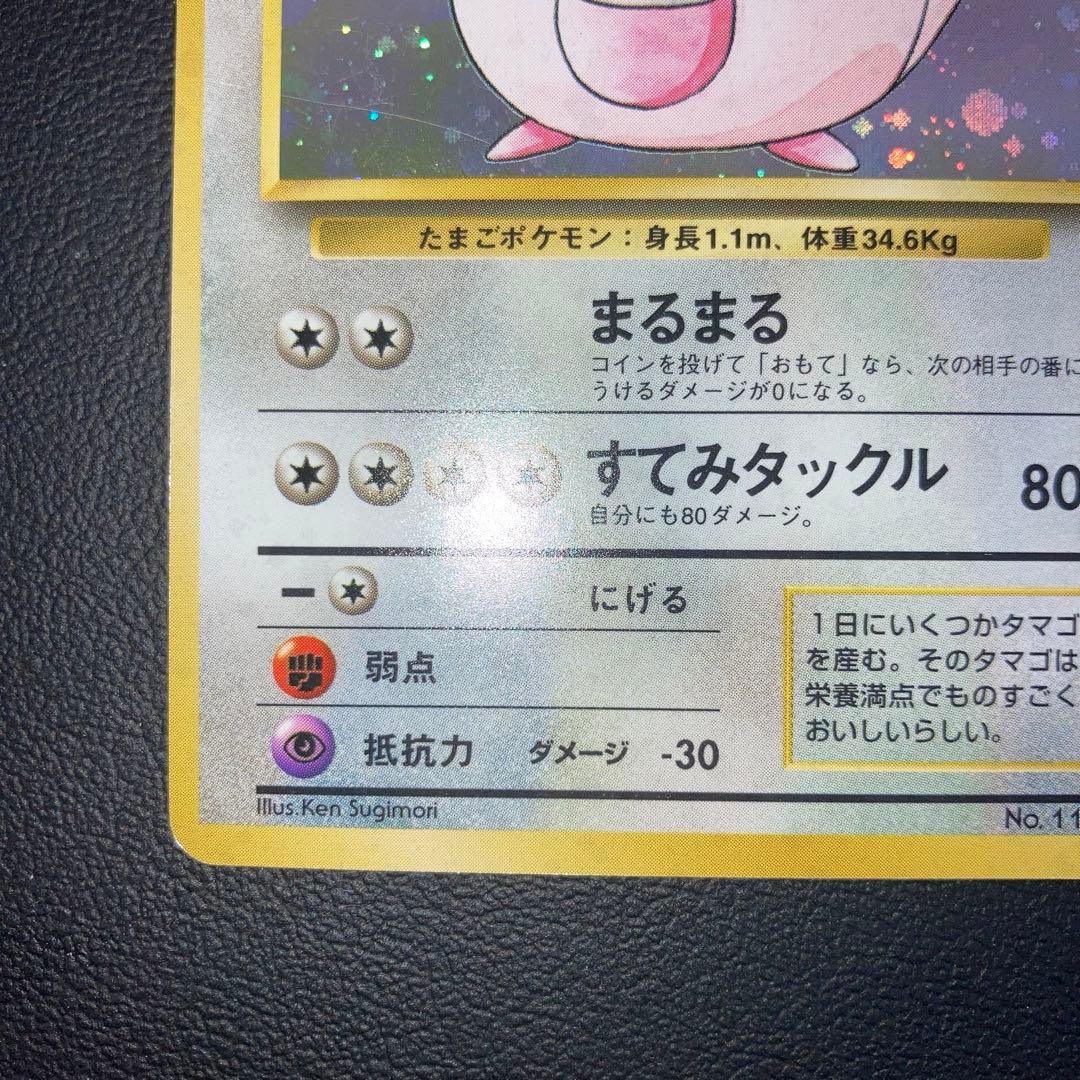 たまごポケモン：身長1.1m、体重34.6Kg
まるまる
コインを投げて「おもて」なら、次の相手の番に
うけるダメージが0になる。
すてみタックル 80
自分にも80ダメージ。
− にげる
弱点
抵抗力 ダメージ -30
1日にいくつかタマゴ
を産む。そのタマゴは
栄養満点でものすごく
おいしいらしい。
Illus.Ken Sugimori
No. 11